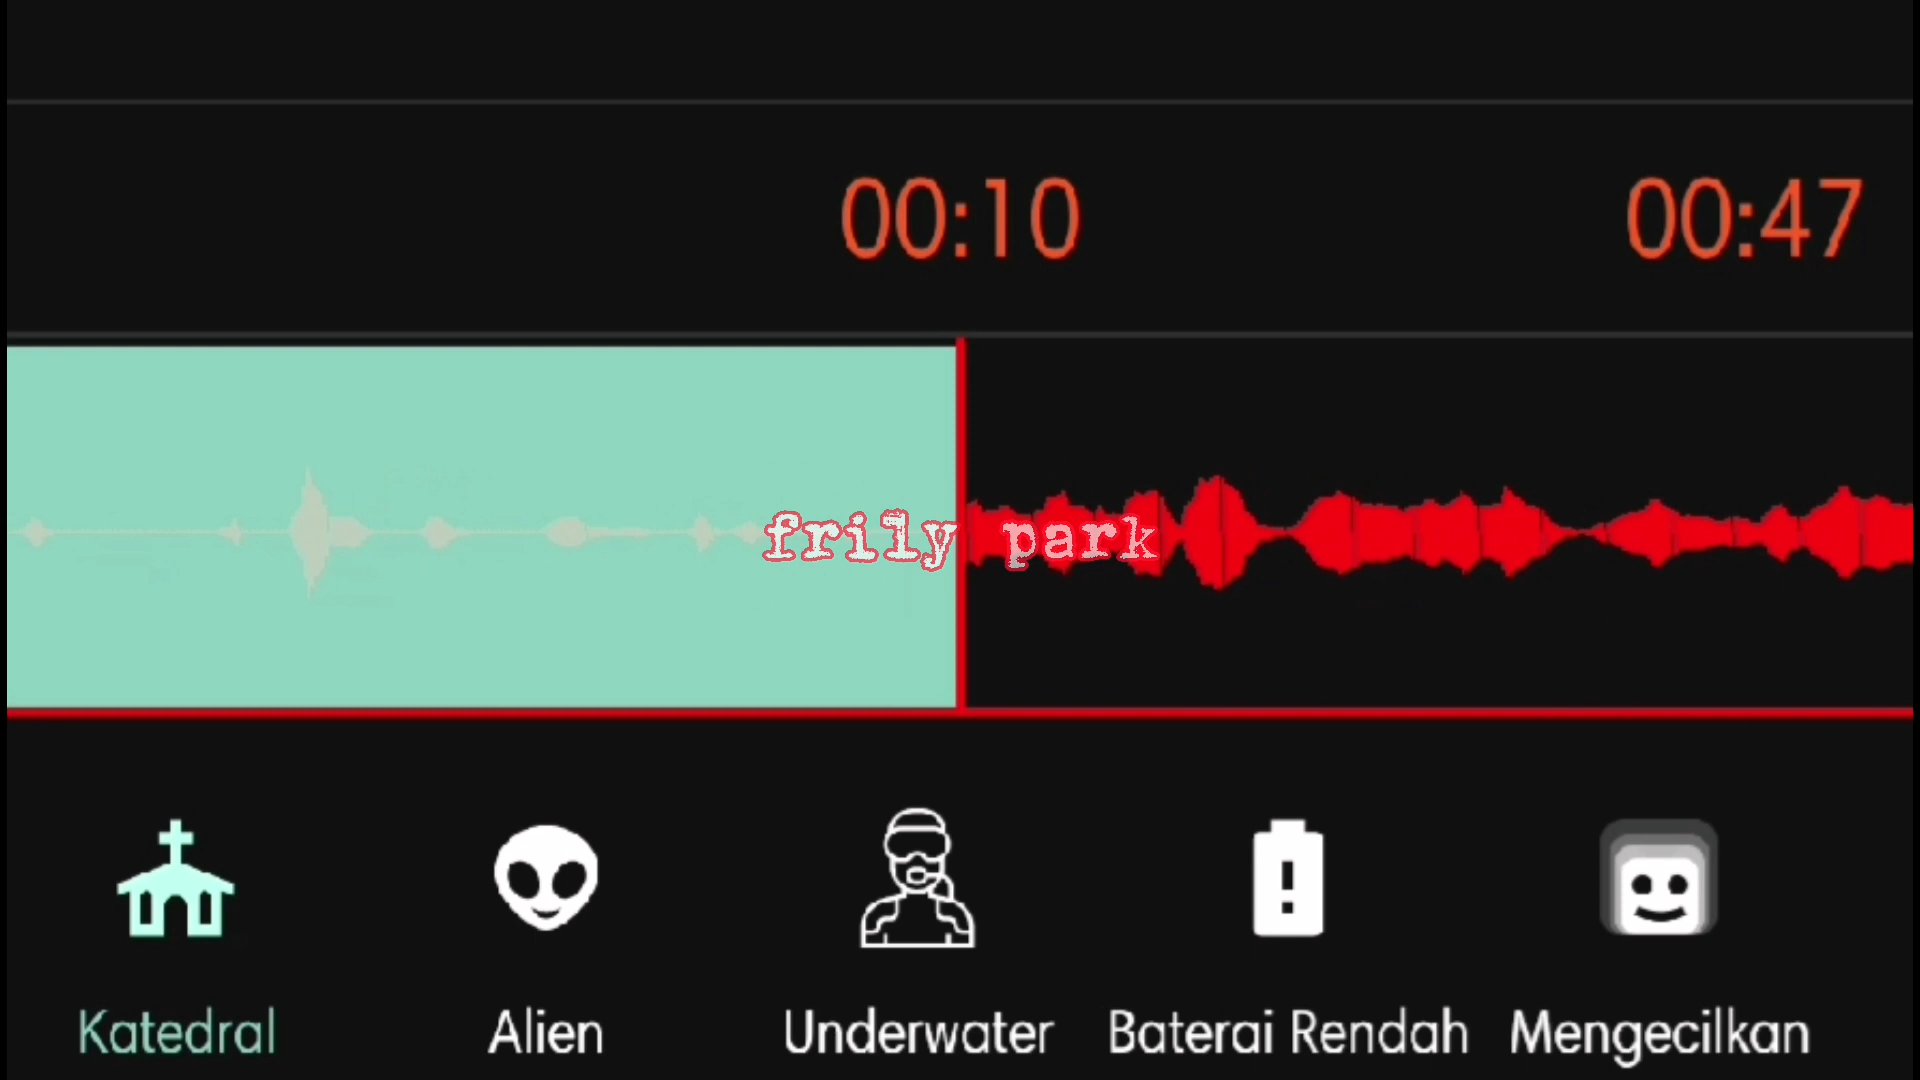 00:10 00:47
frily park
Katedral Alien Underwater Baterai Rendah Mengecilkan